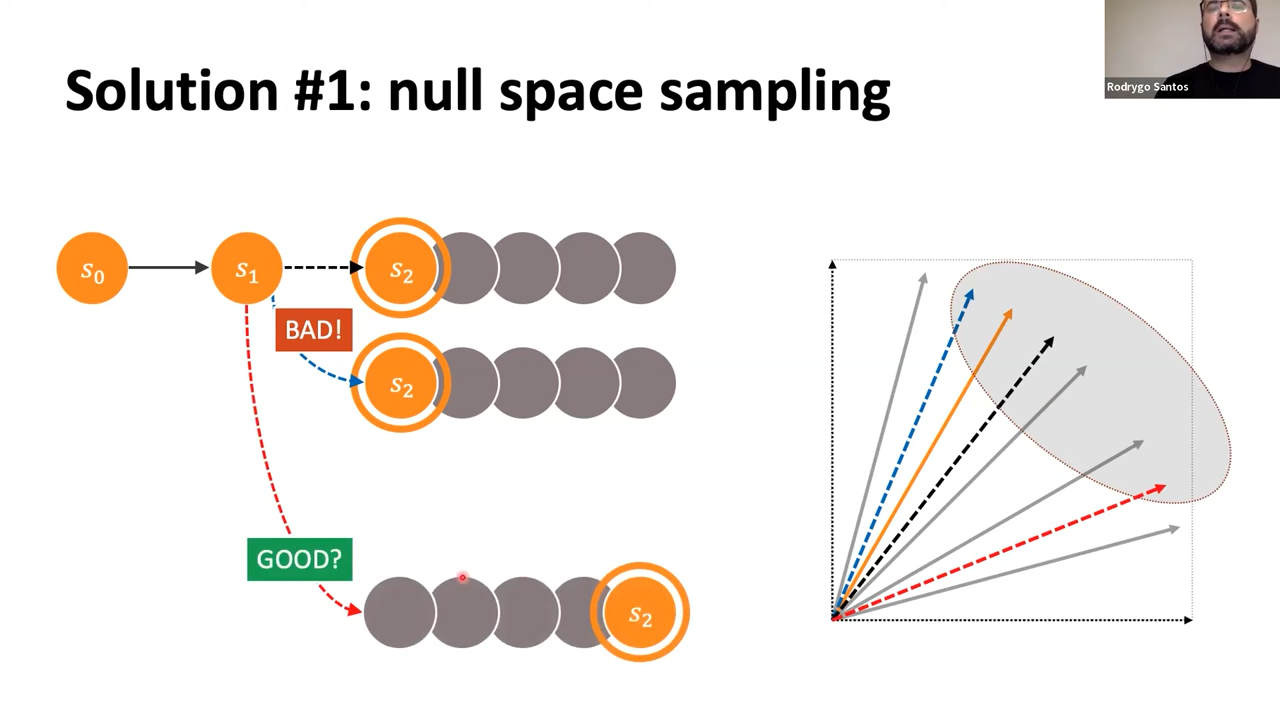 Solution #1: null space sampling
Rodrygo Santos
s₀
s₁
s₂
BAD!
s₂
GOOD?
s₂